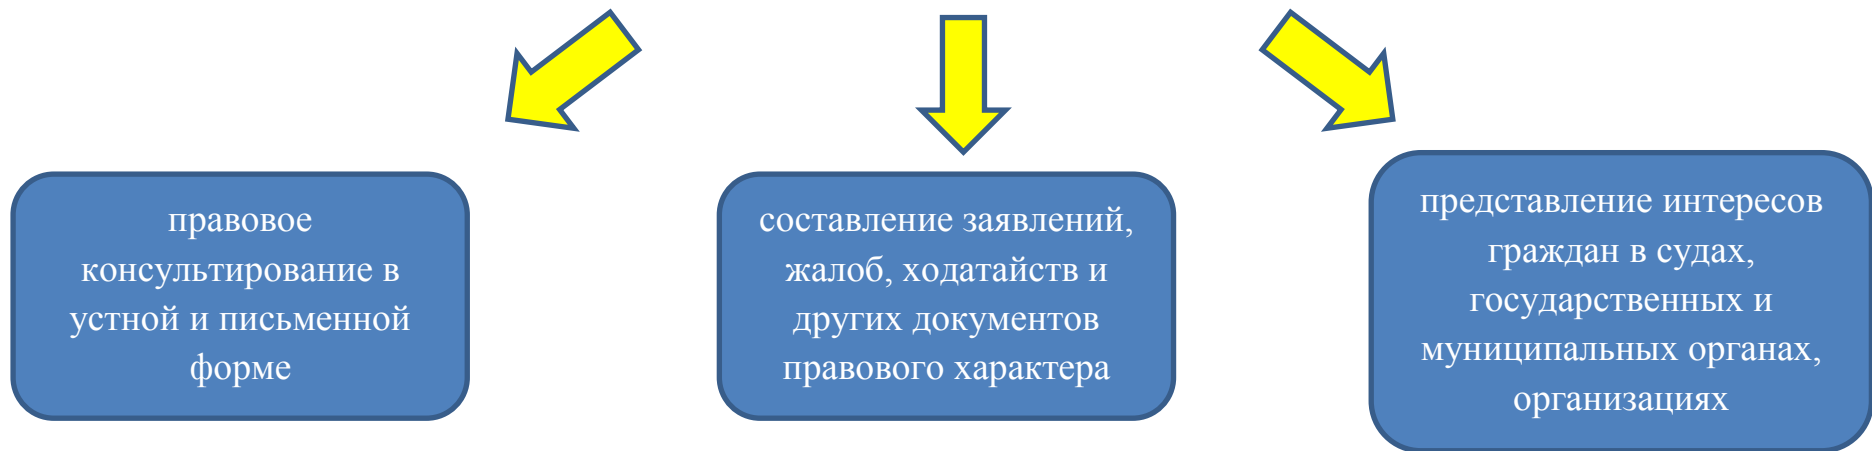 правовое
консультирование в
устной и письменной
форме
составление заявлений,
жалоб, ходатайств и
других документов
правового характера
представление интересов
граждан в судах,
государственных и
муниципальных органах,
организациях